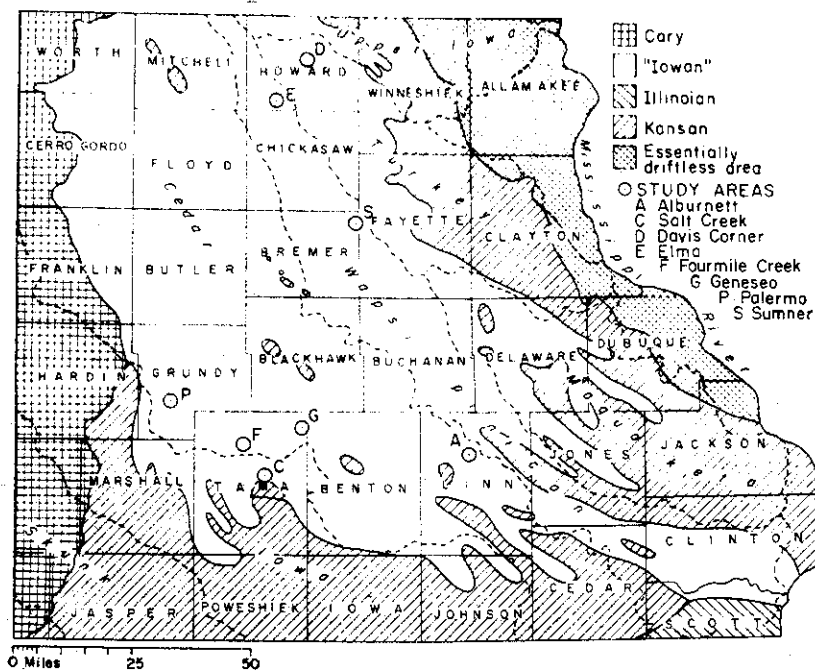 WORTH
MITCHELL
HOWARD
D
WINNESHIEK
ALLAMAKEE
Upper Iowa
E
CERRO GORDO
FLOYD
CHICKASAW
Cedar
S
FAYETTE
CLAYTON
Turkey
Mississippi River
FRANKLIN
BUTLER
BREMER
Wapsi
HARDIN
GRUNDY
BLACKHAWK
BUCHANAN
DELAWARE
DUBUQUE
P
G
F
A
C
MARSHALL
TAMA
BENTON
LINN
JONES
JACKSON
Maquoketa
CLINTON
JASPER
POWESHIEK
IOWA
JOHNSON
CEDAR
SCOTT
Cary
"Iowan"
Illinoian
Kansan
Essentially
driftless area
STUDY AREAS
A Alburnett
C Salt Creek
D Davis Corner
E Elma
F Fourmile Creek
G Geneseo
P Palermo
S Sumner
0 Miles 25 50